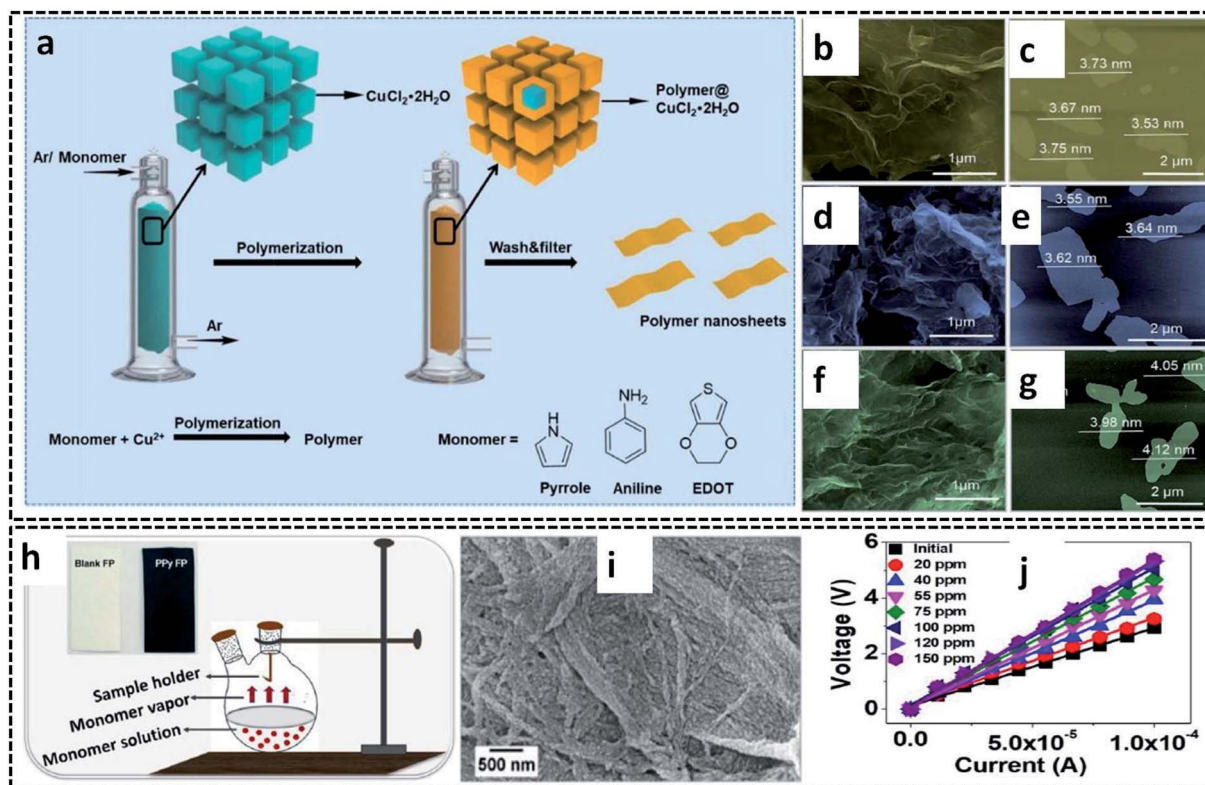 a
CuCl₂•2H₂O
Polymer@
CuCl₂•2H₂O
Ar/ Monomer
Polymerization
Wash&filter
Ar
Polymer nanosheets
Monomer + Cu²⁺
Polymerization
Polymer
Monomer =
H
N
NH₂
S
O
O
Pyrrole
Aniline
EDOT
b
1µm
c
3.73 nm
3.67 nm
3.53 nm
3.75 nm
2 µm
d
1µm
e
3.55 nm
3.64 nm
3.62 nm
2 µm
f
1µm
g
4.05 nm
3.98 nm
4.12 nm
2 µm
h
Blank FP
PPy FP
Sample holder
Monomer vapor
Monomer solution
i
500 nm
j
Voltage (V)
6
4
2
0
Initial
20 ppm
40 ppm
55 ppm
75 ppm
100 ppm
120 ppm
150 ppm
0.0
5.0x10⁻⁵
1.0x10⁻⁴
Current (A)